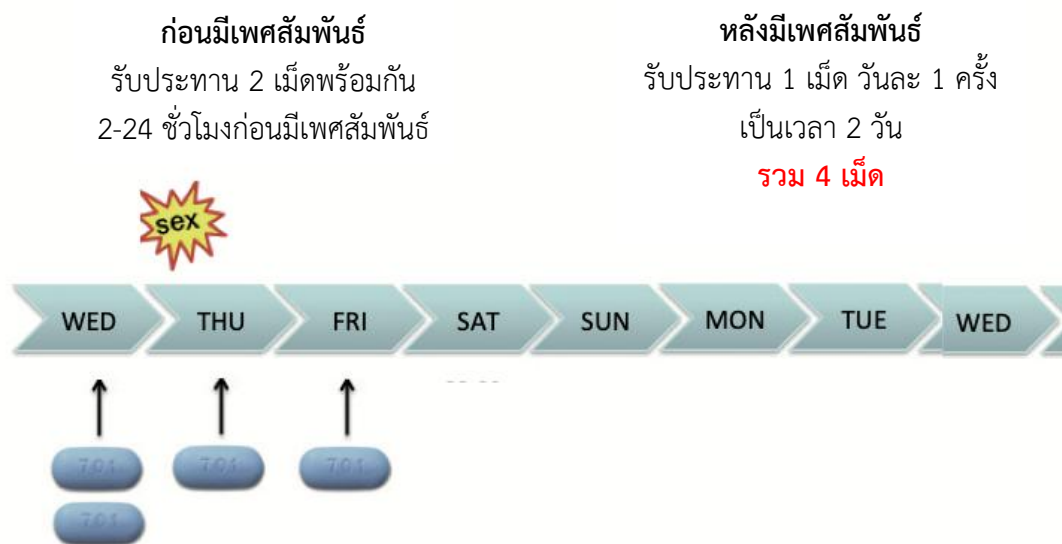 ก่อนมีเพศสัมพันธ์
รับประทาน 2 เม็ดพร้อมกัน
2-24 ชั่วโมงก่อนมีเพศสัมพันธ์
หลังมีเพศสัมพันธ์
รับประทาน 1 เม็ด วันละ 1 ครั้ง
เป็นเวลา 2 วัน
รวม 4 เม็ด
sex
WED THU FRI SAT SUN MON TUE WED
701 701 701
701